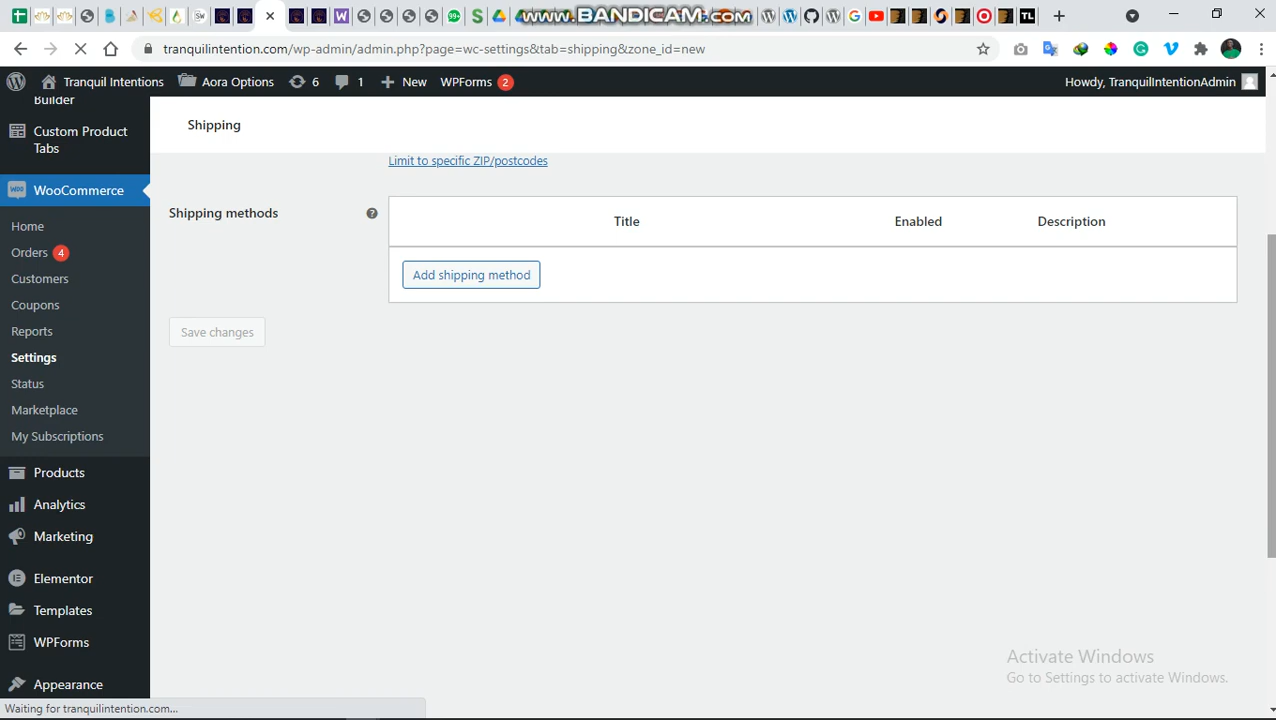 www.BANDICAM.com
99+
SW
TL
tranquilintention.com/wp-admin/admin.php?page=wc-settings&tab=shipping&zone_id=new
Tranquil Intentions
Aora Options
6
1
New
WPForms 2
Howdy, TranquilIntentionAdmin
Builder
Custom Product
Tabs
WooCommerce
Home
Orders 4
Customers
Coupons
Reports
Settings
Status
Marketplace
My Subscriptions
Products
Analytics
Marketing
Elementor
Templates
WPForms
Appearance
Shipping
Limit to specific ZIP/postcodes
Shipping methods
?
Title
Enabled
Description
Add shipping method
Save changes
Activate Windows
Go to Settings to activate Windows.
Waiting for tranquilintention.com...